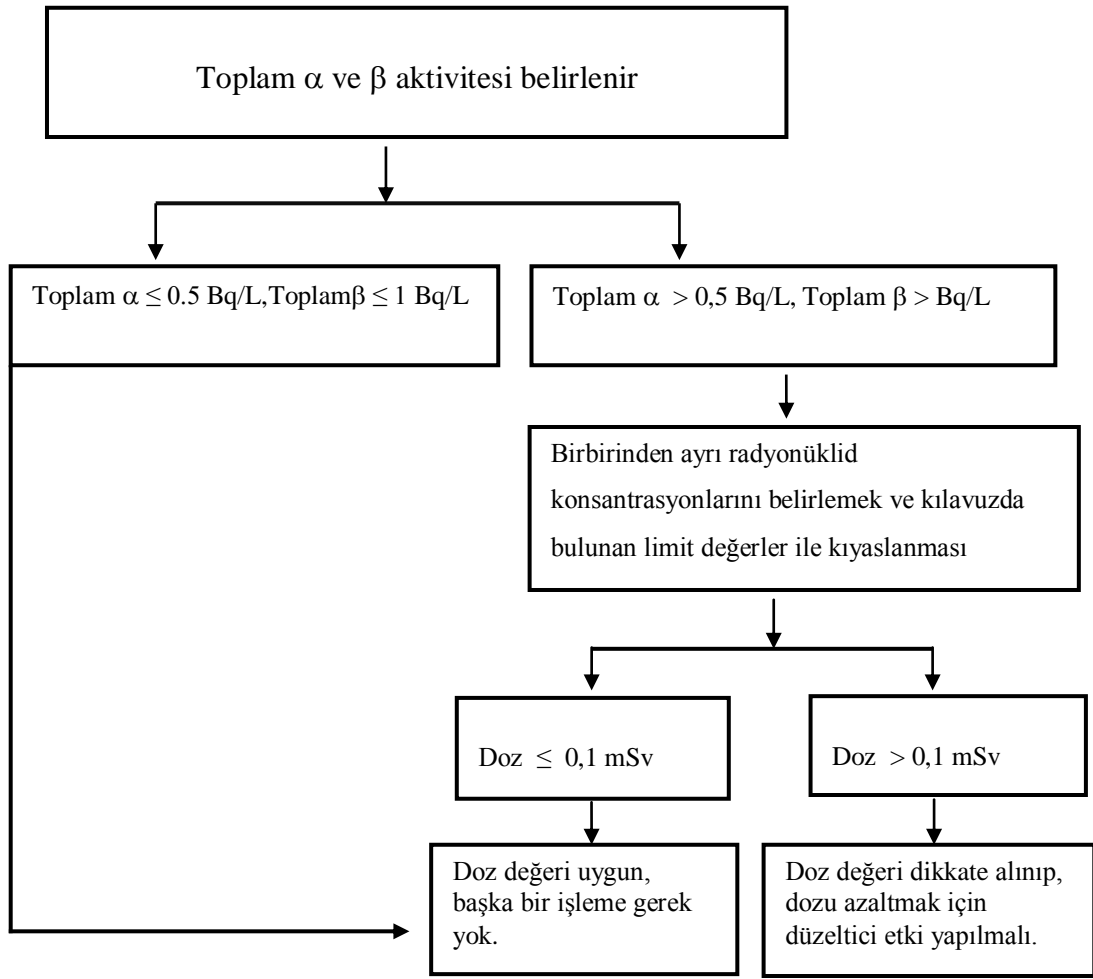 Toplam α ve β aktivitesi belirlenir
Toplam α ≤ 0.5 Bq/L,Toplamβ ≤ 1 Bq/L
Toplam α > 0,5 Bq/L, Toplam β > Bq/L
Birbirinden ayrı radyonüklid
konsantrasyonlarını belirlemek ve kılavuzda
bulunan limit değerler ile kıyaslanması
Doz ≤ 0,1 mSv
Doz > 0,1 mSv
Doz değeri uygun,
başka bir işleme gerek
yok.
Doz değeri dikkate alınıp,
dozu azaltmak için
düzeltici etki yapılmalı.